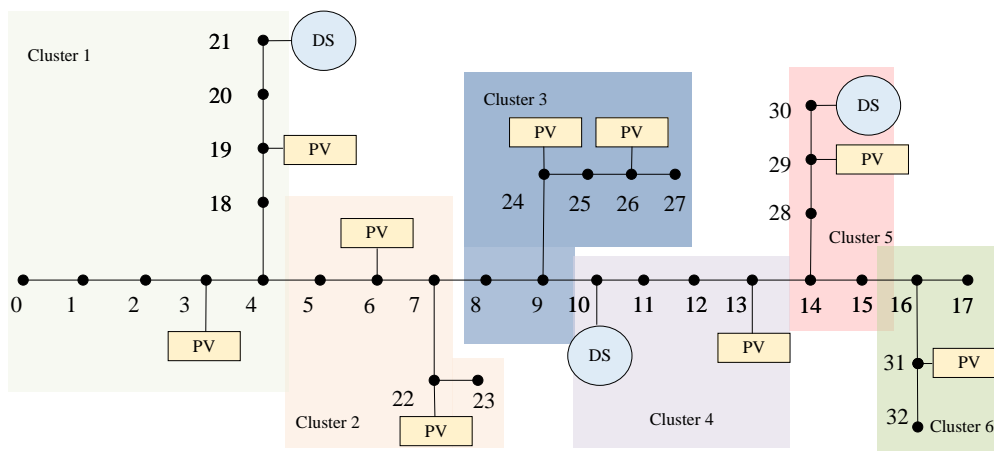 Cluster 1
21
DS
20
19
PV
18
Cluster 3
PV
PV
24
25
26
27
30
DS
29
PV
28
Cluster 5
PV
0
1
2
3
4
5
6
7
8
9
10
11
12
13
14
15
16
17
PV
DS
PV
31
PV
22
23
PV
Cluster 2
Cluster 4
32
Cluster 6